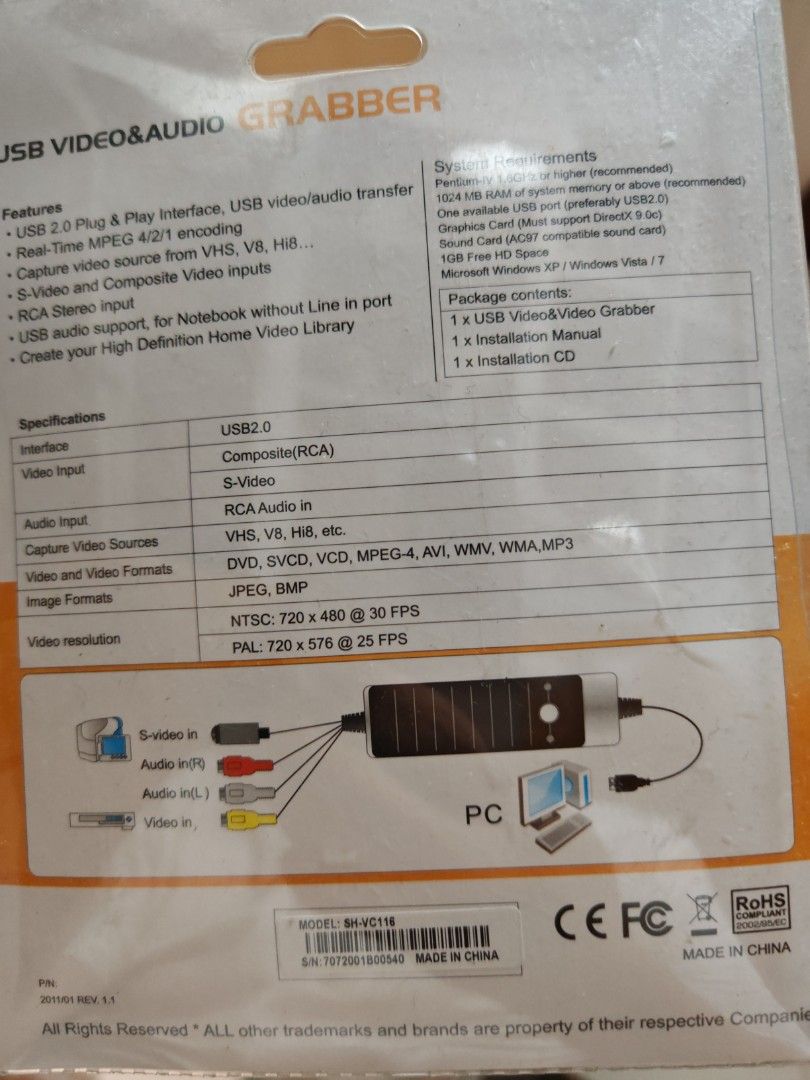 USB VIDEO&AUDIO GRABBER
Features
• USB 2.0 Plug & Play Interface, USB video/audio transfer
• Real-Time MPEG 4/2/1 encoding
• Capture video source from VHS, V8, Hi8...
• S-Video and Composite Video inputs
• RCA Stereo input
• USB audio support, for Notebook without Line in port
• Create your High Definition Home Video Library
System Requirements
Pentium-IV 1.6GHz or higher (recommended)
1024 MB RAM of system memory or above (recommended)
One available USB port (preferably USB2.0)
Graphics Card (Must support DirectX 9.0c)
Sound Card (AC97 compatible sound card)
1GB Free HD Space
Microsoft Windows XP / Windows Vista / 7
Package contents:
1 x USB Video&Video Grabber
1 x Installation Manual
1 x Installation CD
Specifications
Interface USB2.0
Video Input Composite(RCA)
S-Video
Audio Input RCA Audio in
Capture Video Sources VHS, V8, Hi8, etc.
Video and Video Formats DVD, SVCD, VCD, MPEG-4, AVI, WMV, WMA,MP3
Image Formats JPEG, BMP
Video resolution NTSC: 720 x 480 @ 30 FPS
PAL: 720 x 576 @ 25 FPS
S-video in
Audio in(R)
Audio in(L)
Video in
PC
MODEL: SH-VC116
S/N:7072001B00540 MADE IN CHINA
CE FC
RoHS
COMPLIANT
2002/95/EC
MADE IN CHINA
P/N:
2011/01 REV. 1.1
All Rights Reserved * ALL other trademarks and brands are property of their respective Companie